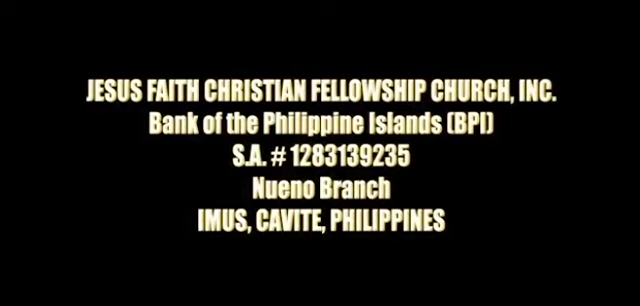 JESUS FAITH CHRISTIAN FELLOWSHIP CHURCH, INC.
Bank of the Philippine Islands (BPI)
S.A. # 1283139235
Nueno Branch
IMUS, CAVITE, PHILIPPINES